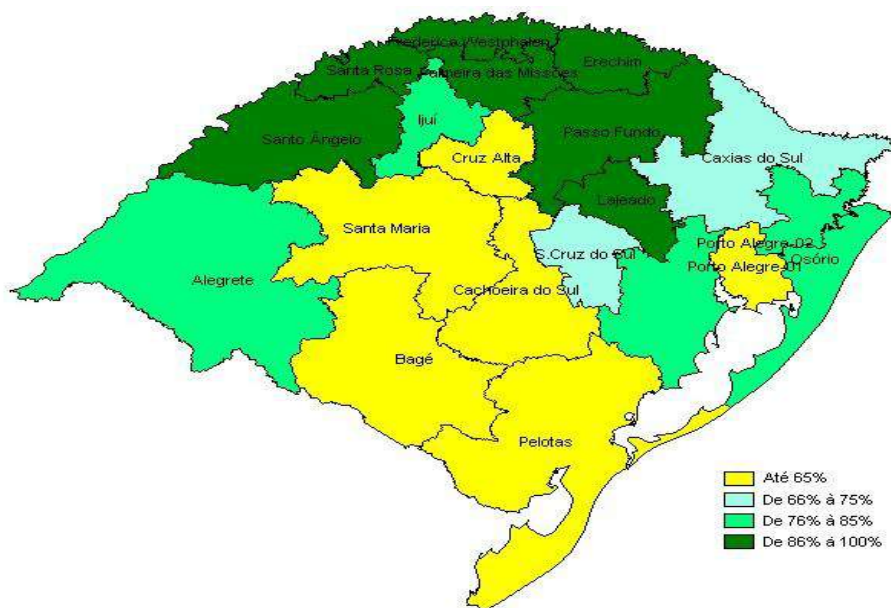 Frederico Westphalen
Erechim
Santa Rosa
Palmeira das Missões
Ijuí
Santo Ângelo
Passo Fundo
Cruz Alta
Caxias do Sul
Lajeado
Santa Maria
Porto Alegre-02
S.Cruz do Sul
Osório
Porto Alegre-01
Alegrete
Cachoeira do Sul
Bagé
Pelotas
Até 65%
De 66% à 75%
De 76% à 85%
De 86% á 100%